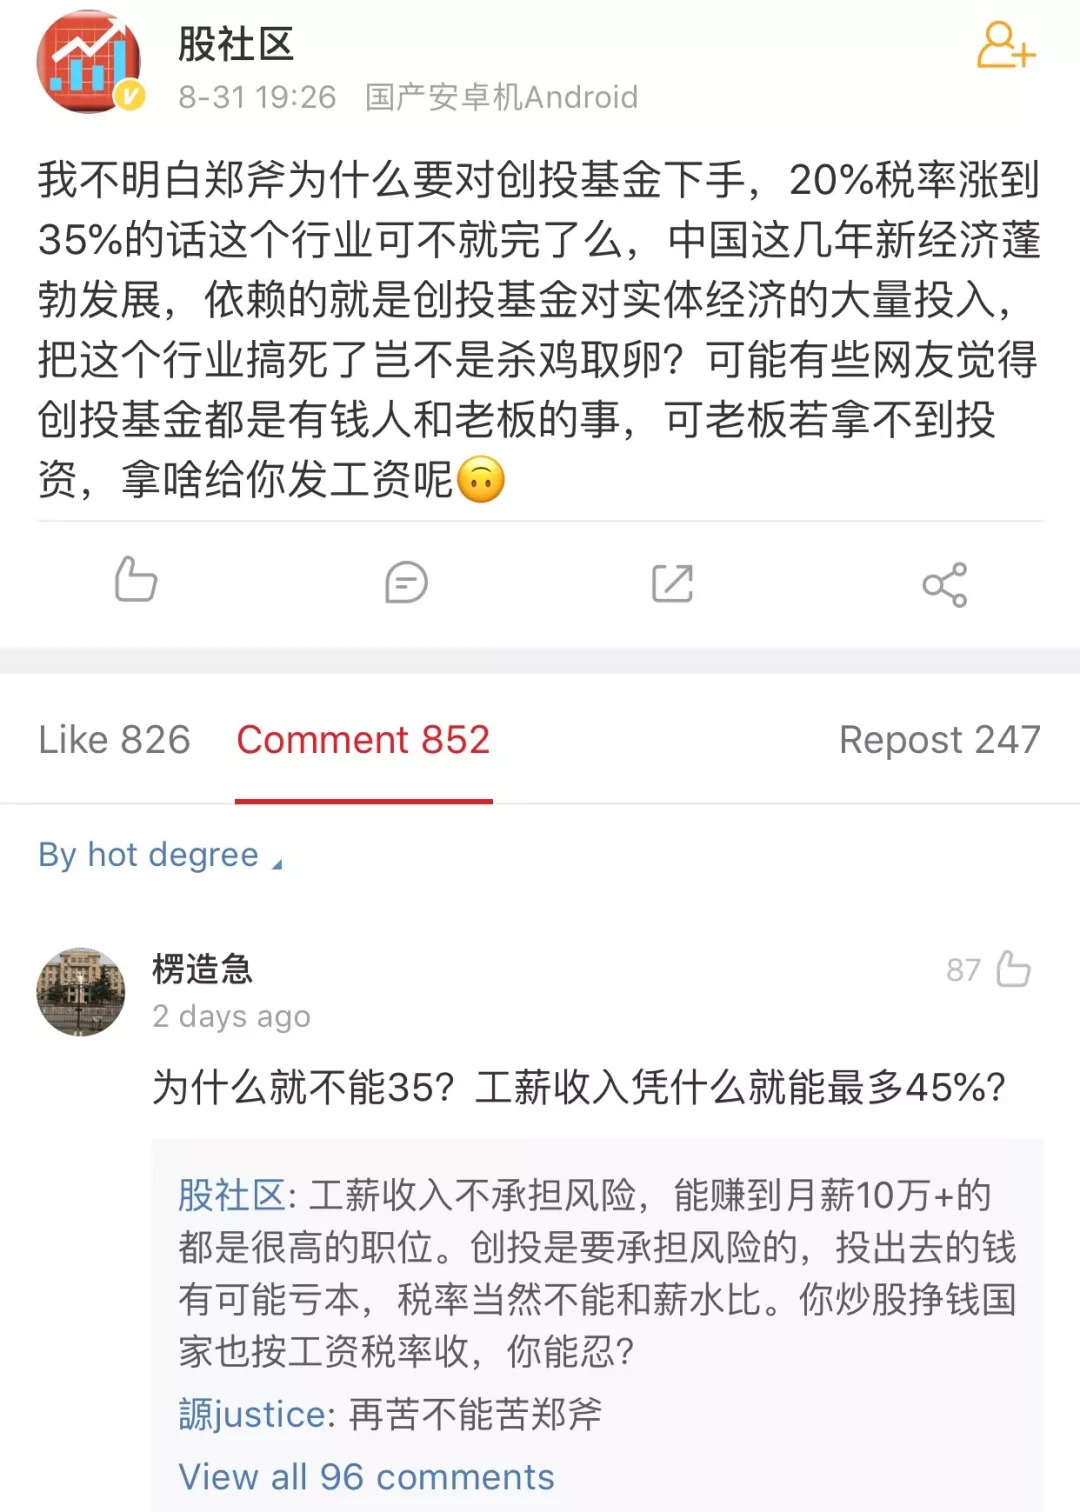 股社区
8-31 19:26 国产安卓机Android
我不明白郑斧为什么要对创投基金下手，20%税率涨到
35%的话这个行业可不就完了么，中国这几年新经济蓬
勃发展，依赖的就是创投基金对实体经济的大量投入，
把这个行业搞死了岂不是杀鸡取卵？可能有些网友觉得
创投基金都是有钱人和老板的事，可老板若拿不到投
资，拿啥给你发工资呢🙃
Like 826 Comment 852 Repost 247
By hot degree
楞造急
87
2 days ago
为什么就不能35？工薪收入凭什么就能最多45%？
股社区: 工薪收入不承担风险，能赚到月薪10万+的
都是很高的职位。创投是要承担风险的，投出去的钱
有可能亏本，税率当然不能和薪水比。你炒股挣钱国
家也按工资税率收，你能忍？
謜justice: 再苦不能苦郑斧
View all 96 comments